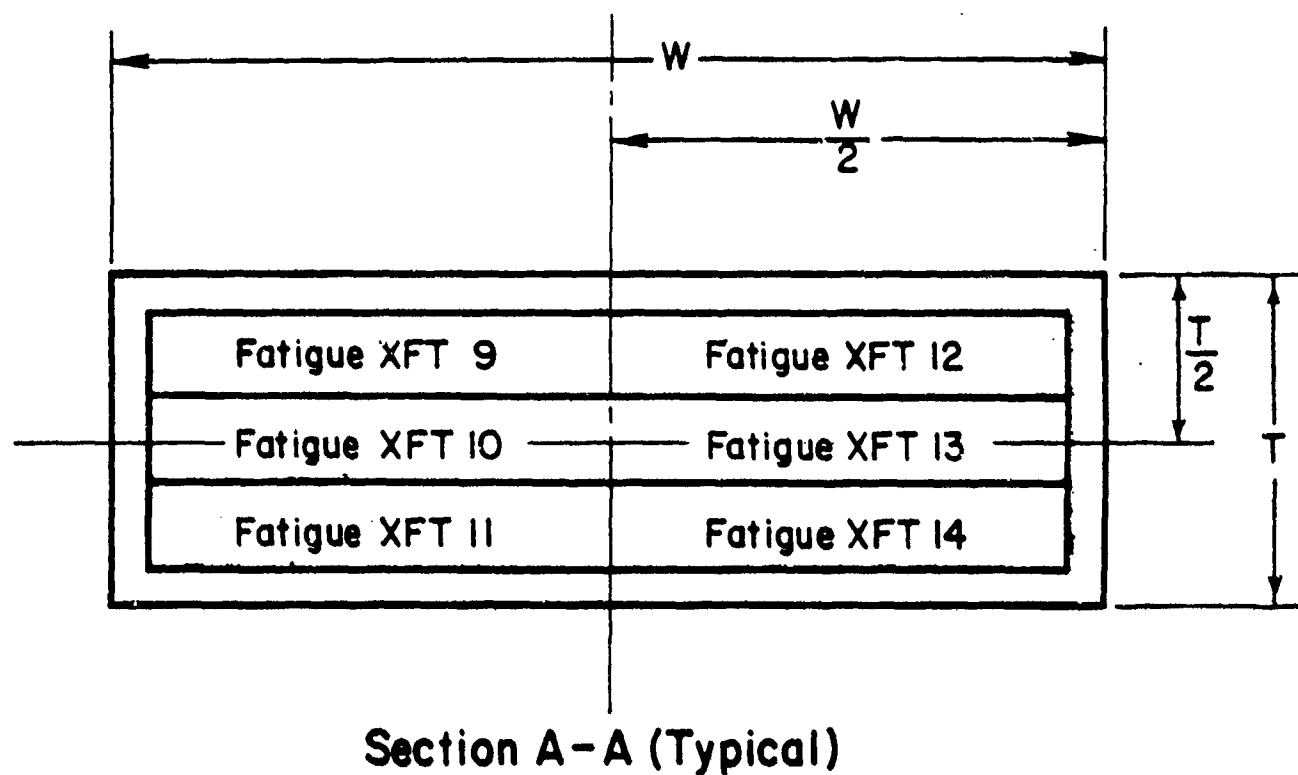 W
W
2
Fatigue XFT 9 Fatigue XFT 12
T
2
Fatigue XFT 10 Fatigue XFT 13
T
Fatigue XFT 11 Fatigue XFT 14
Section A-A (Typical)